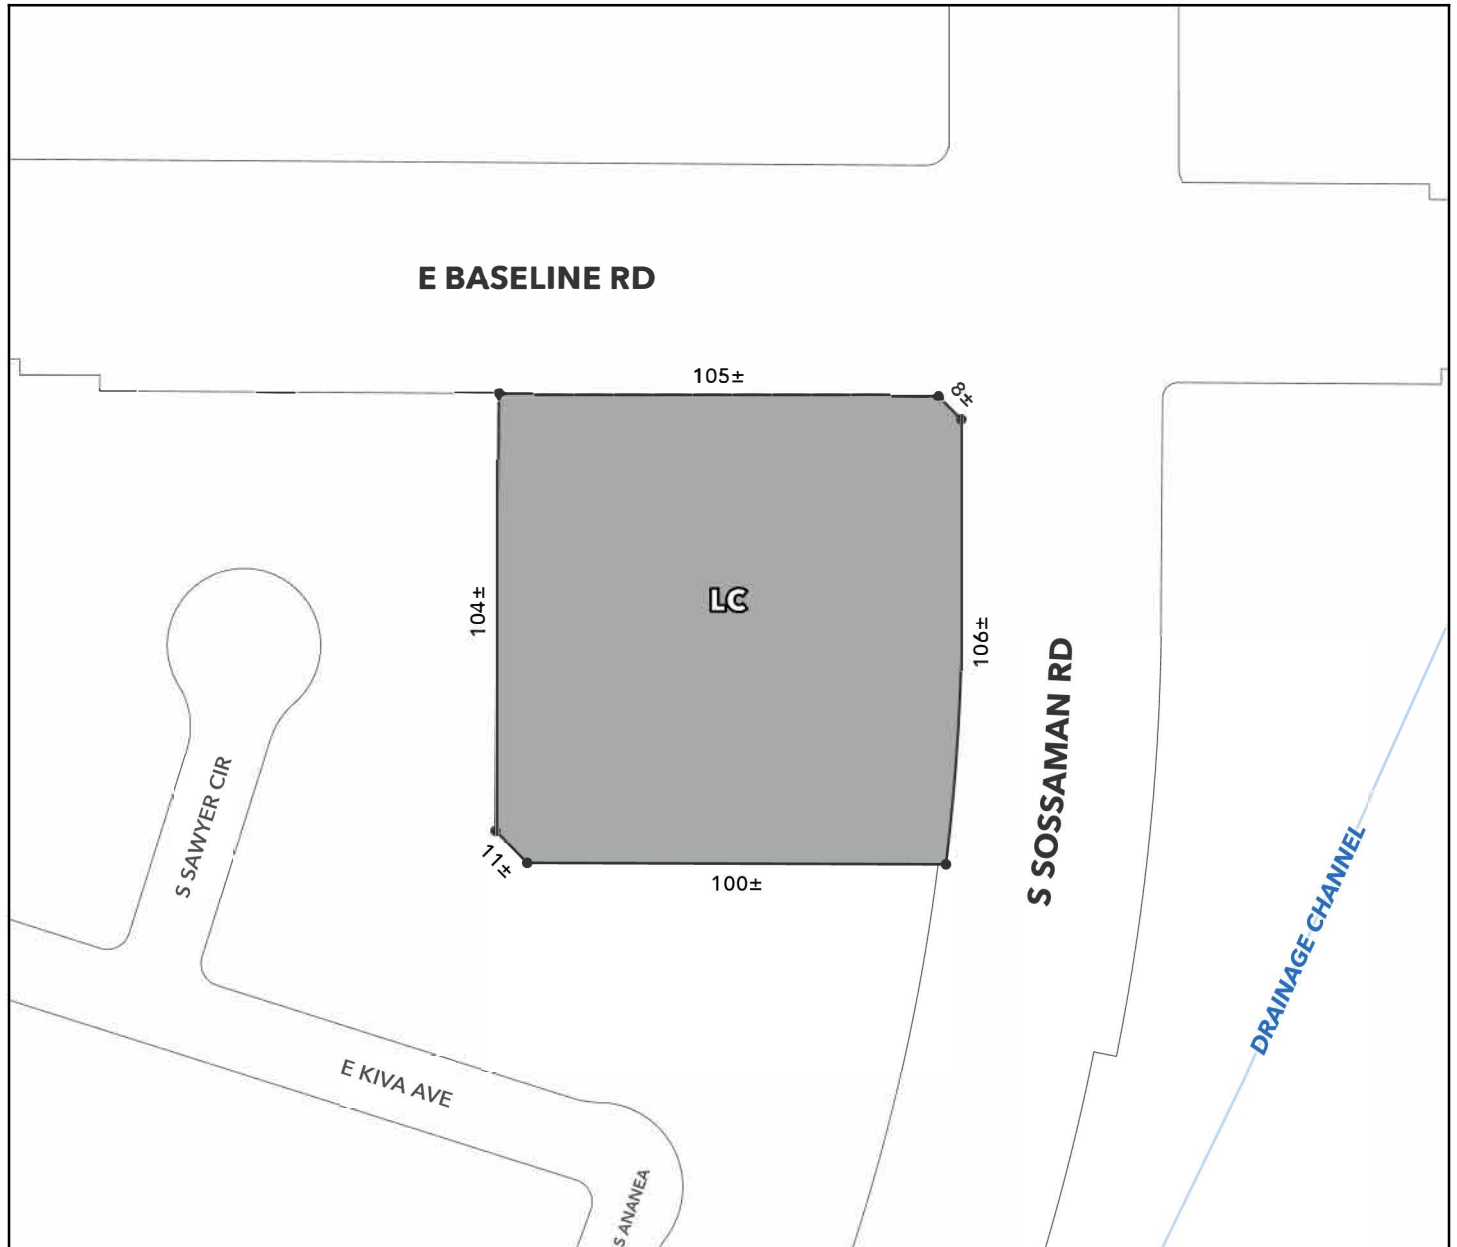 E BASELINE RD
105±
8±
104±
LC
106±
S SOSSAMAN RD
S SAWYER CIR
11±
100±
DRAINAGE CHANNEL
E KIVA AVE
S ANANEA